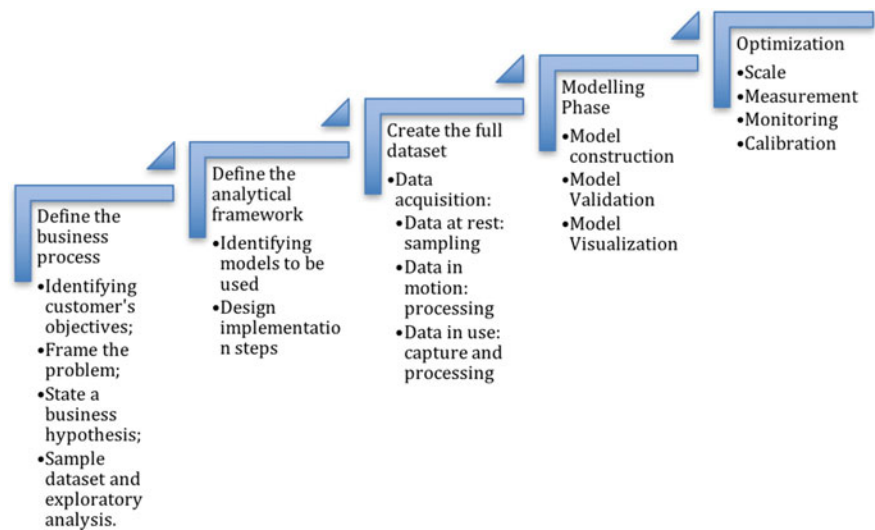 Define the
business
process
•Identifying
customer's
objectives;
•Frame the
problem;
•State a
business
hypothesis;
•Sample
dataset and
exploratory
analysis.
Define the
analytical
framework
•Identifying
models to be
used
•Design
implementatio
n steps
Create the full
dataset
•Data
acquisition:
•Data at rest:
sampling
•Data in
motion:
processing
•Data in use:
capture and
processing
Modelling
Phase
•Model
construction
•Model
Validation
•Model
Visualization
Optimization
•Scale
•Measurement
•Monitoring
•Calibration